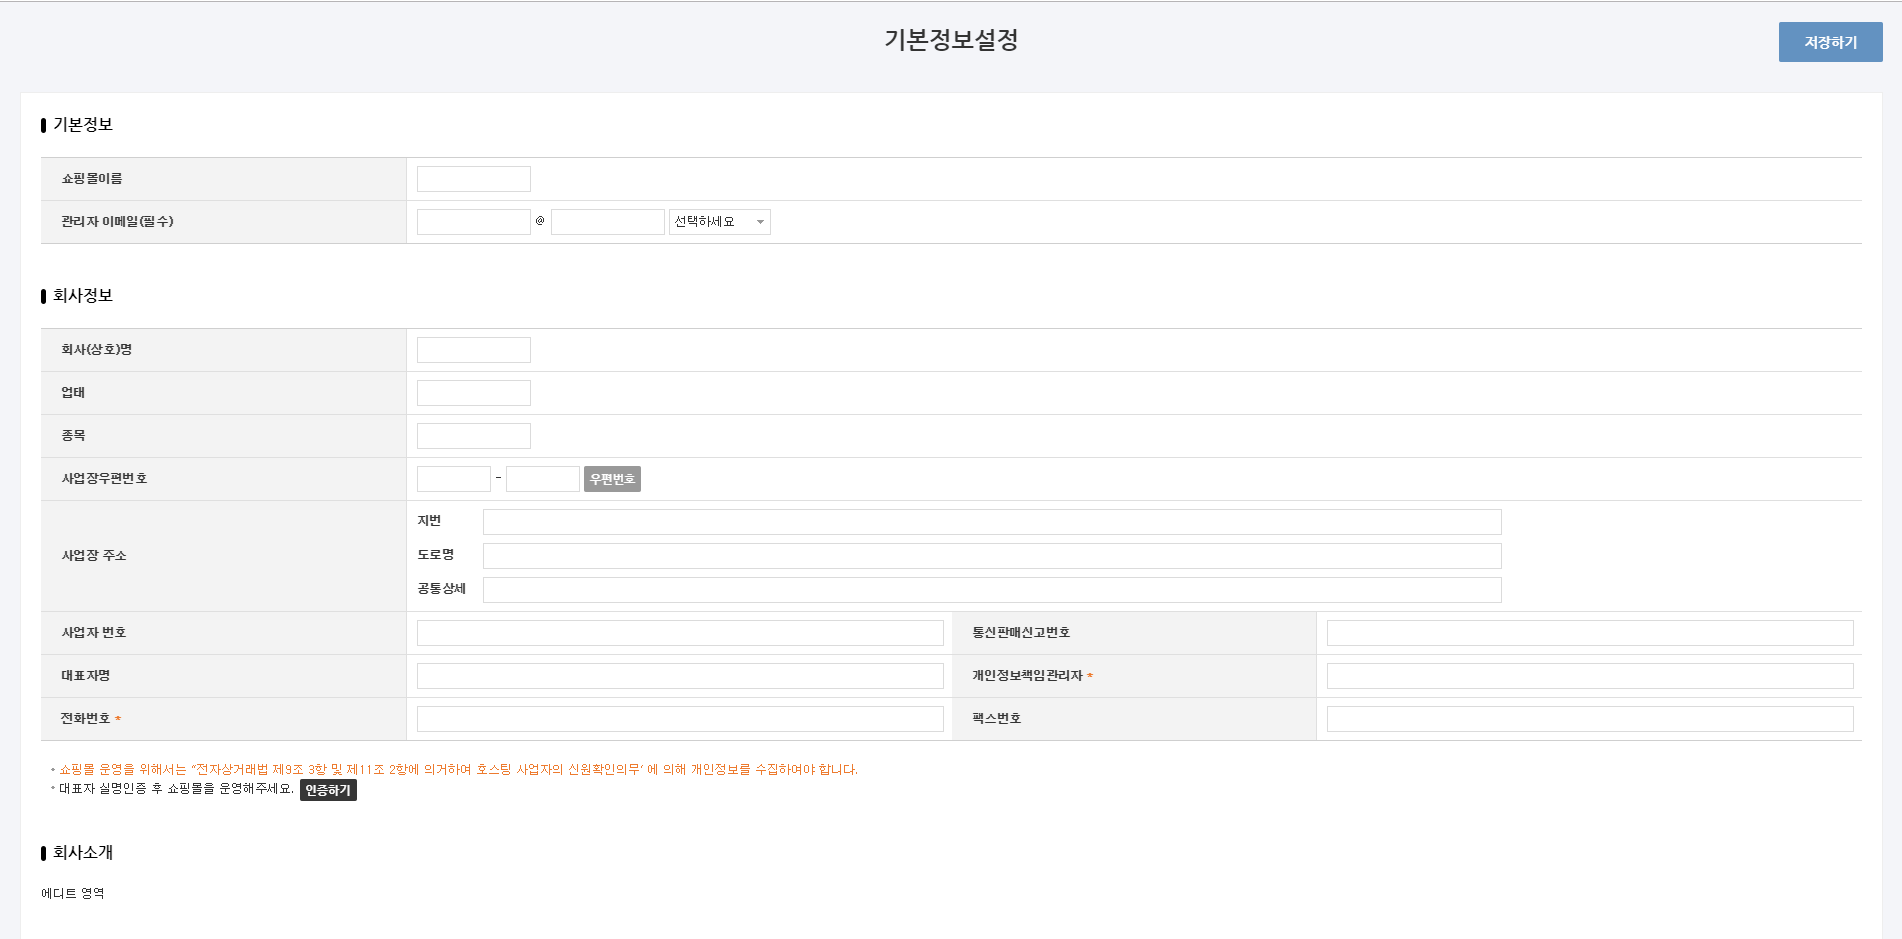 기본정보설정
저장하기
기본정보
쇼핑몰이름
관리자 이메일(필수)
@ 선택하세요
회사정보
회사(상호)명
업태
종목
사업장우편번호
- 우편번호
사업장 주소
지번
도로명
공통상세
사업자 번호
통신판매신고번호
대표자명
개인정보책임관리자 *
전화번호 *
팩스번호
* 쇼핑몰 운영을 위해서는 “전자상거래법 제9조 3항 및 제11조 2항에 의거하여 호스팅 사업자의 신원확인의무’ 에 의해 개인정보를 수집하여야 합니다.
* 대표자 실명인증 후 쇼핑몰을 운영해주세요. 인증하기
회사소개
에디트 영역